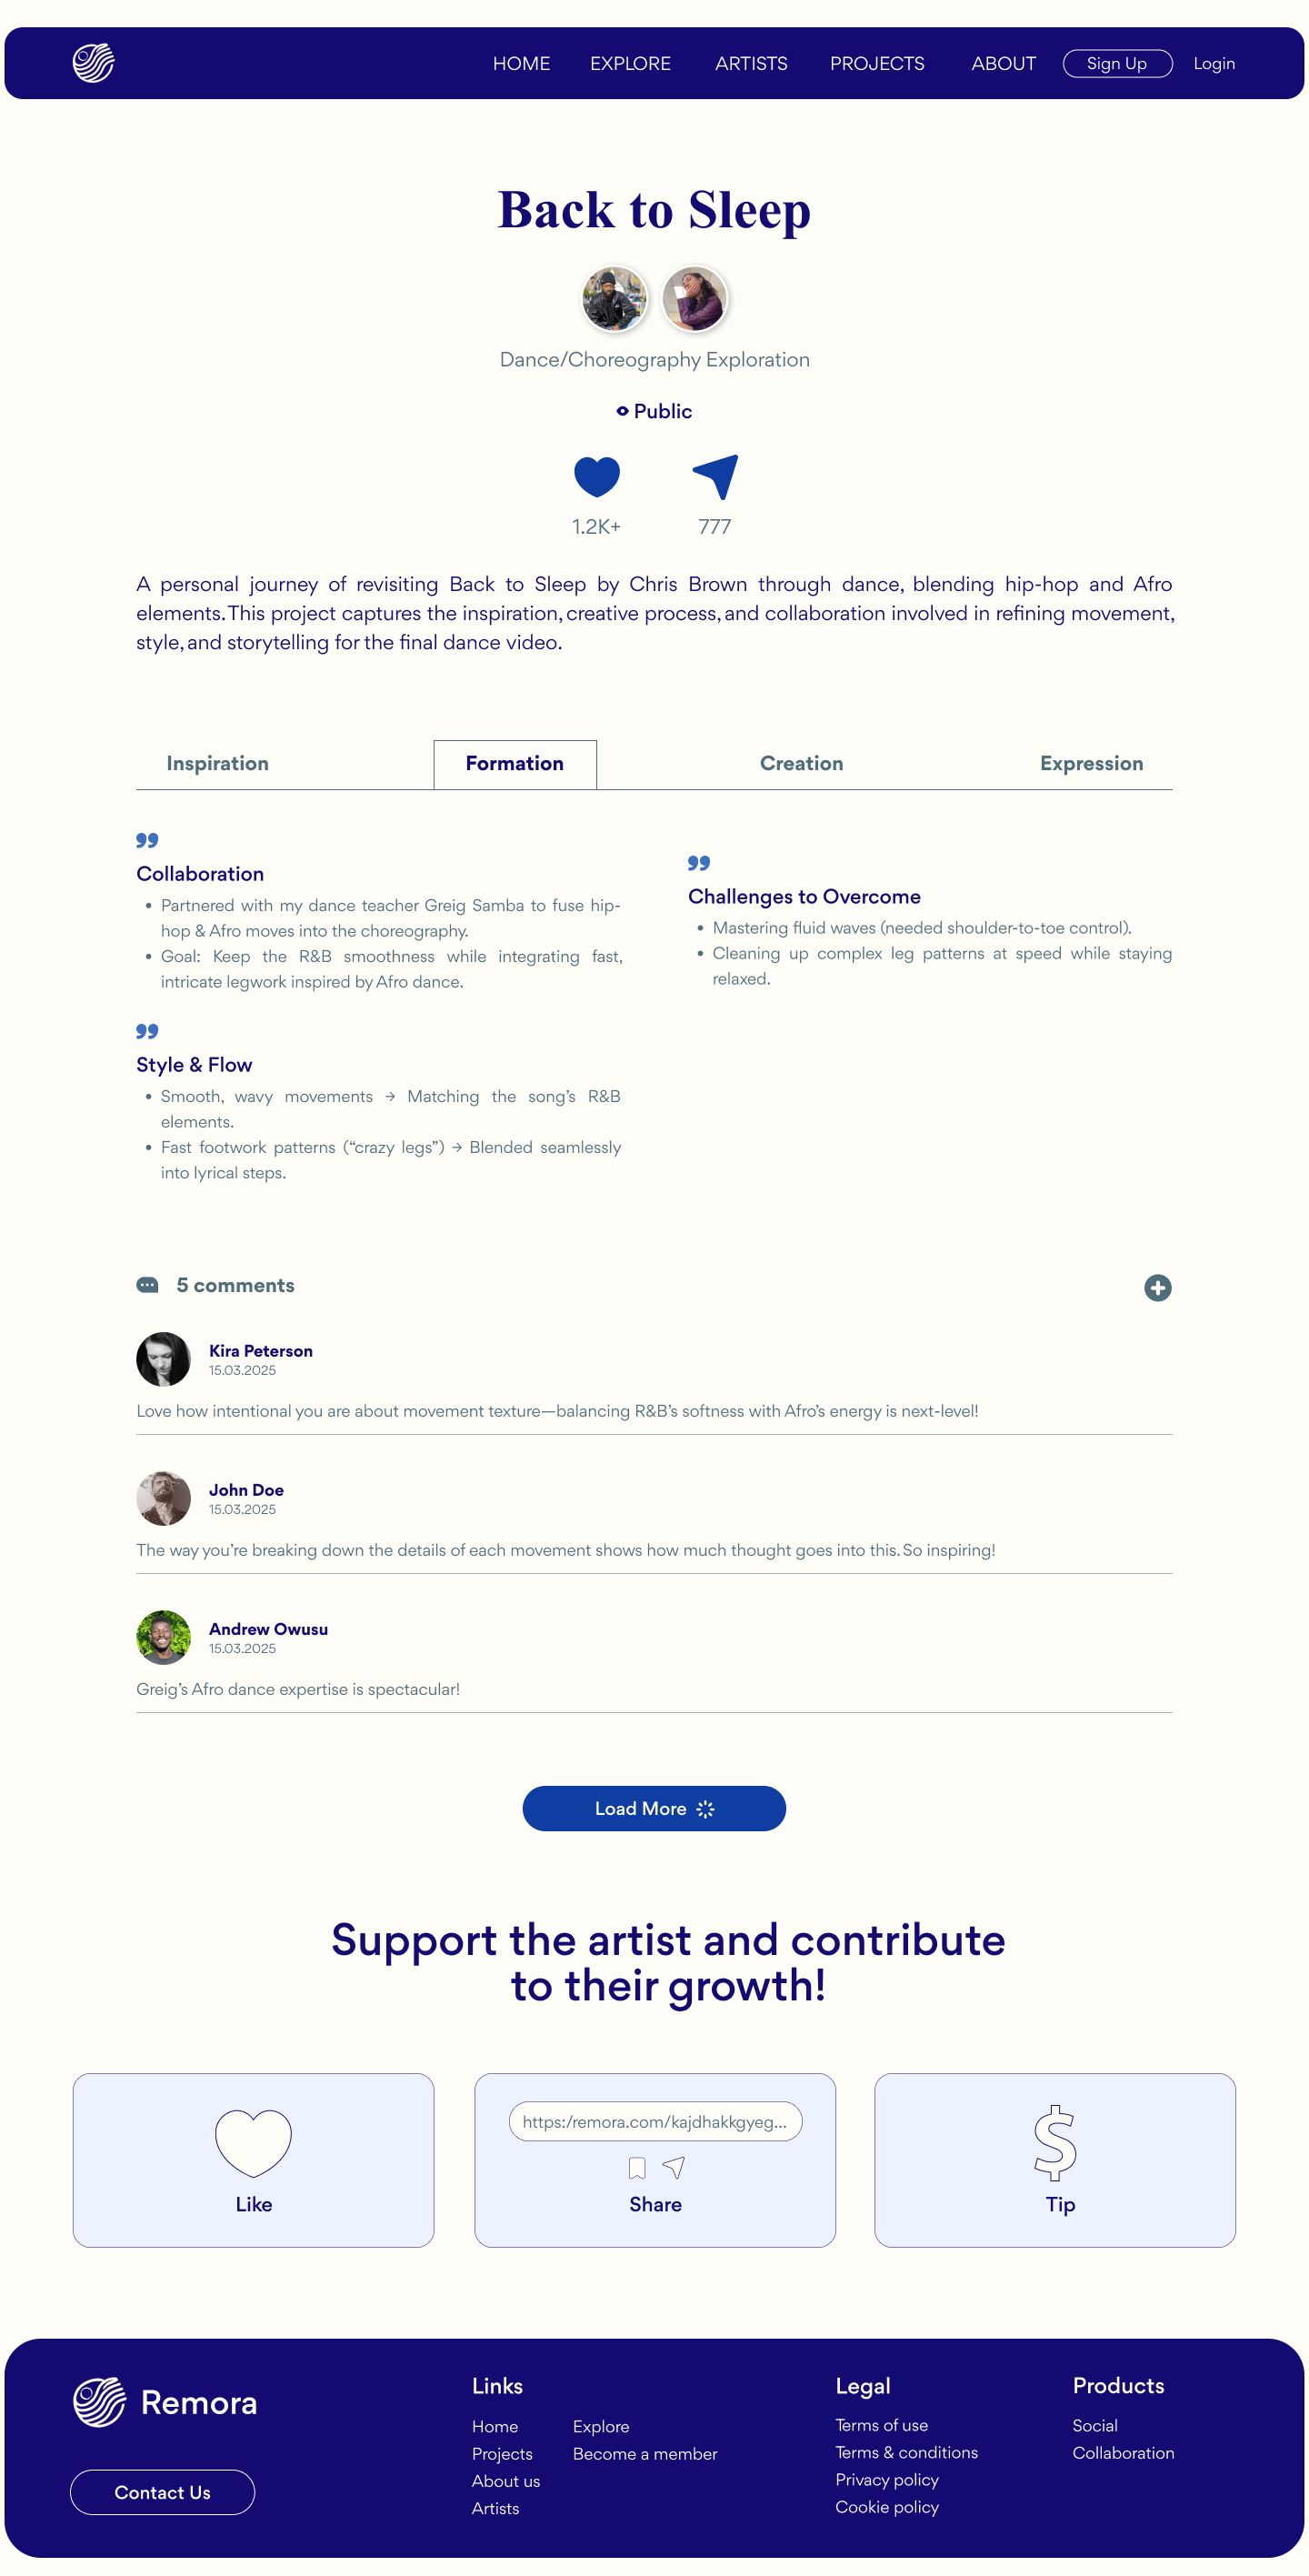 HOME EXPLORE ARTISTS PROJECTS ABOUT Sign Up Login
Back to Sleep
Dance/Choreography Exploration
Public
1.2K+ 777
A personal journey of revisiting Back to Sleep by Chris Brown through dance, blending hip-hop and Afro
elements. This project captures the inspiration, creative process, and collaboration involved in refining movement,
style, and storytelling for the final dance video.
Inspiration Formation Creation Expression
Collaboration
• Partnered with my dance teacher Greig Samba to fuse hip-
hop & Afro moves into the choreography.
• Goal: Keep the R&B smoothness while integrating fast,
intricate legwork inspired by Afro dance.
Style & Flow
• Smooth, wavy movements → Matching the song’s R&B
elements.
• Fast footwork patterns (“crazy legs”) → Blended seamlessly
into lyrical steps.
Challenges to Overcome
• Mastering fluid waves (needed shoulder-to-toe control).
• Cleaning up complex leg patterns at speed while staying
relaxed.
5 comments
Kira Peterson
15.03.2025
Love how intentional you are about movement texture—balancing R&B’s softness with Afro’s energy is next-level!
John Doe
15.03.2025
The way you’re breaking down the details of each movement shows how much thought goes into this. So inspiring!
Andrew Owusu
15.03.2025
Greig’s Afro dance expertise is spectacular!
Load More
Support the artist and contribute
to their growth!
Like
https:/remora.com/kajdhakkgyeg...
Share
Tip
Remora
Contact Us
Links
Home Explore
Projects Become a member
About us
Artists
Legal
Terms of use
Terms & conditions
Privacy policy
Cookie policy
Products
Social
Collaboration